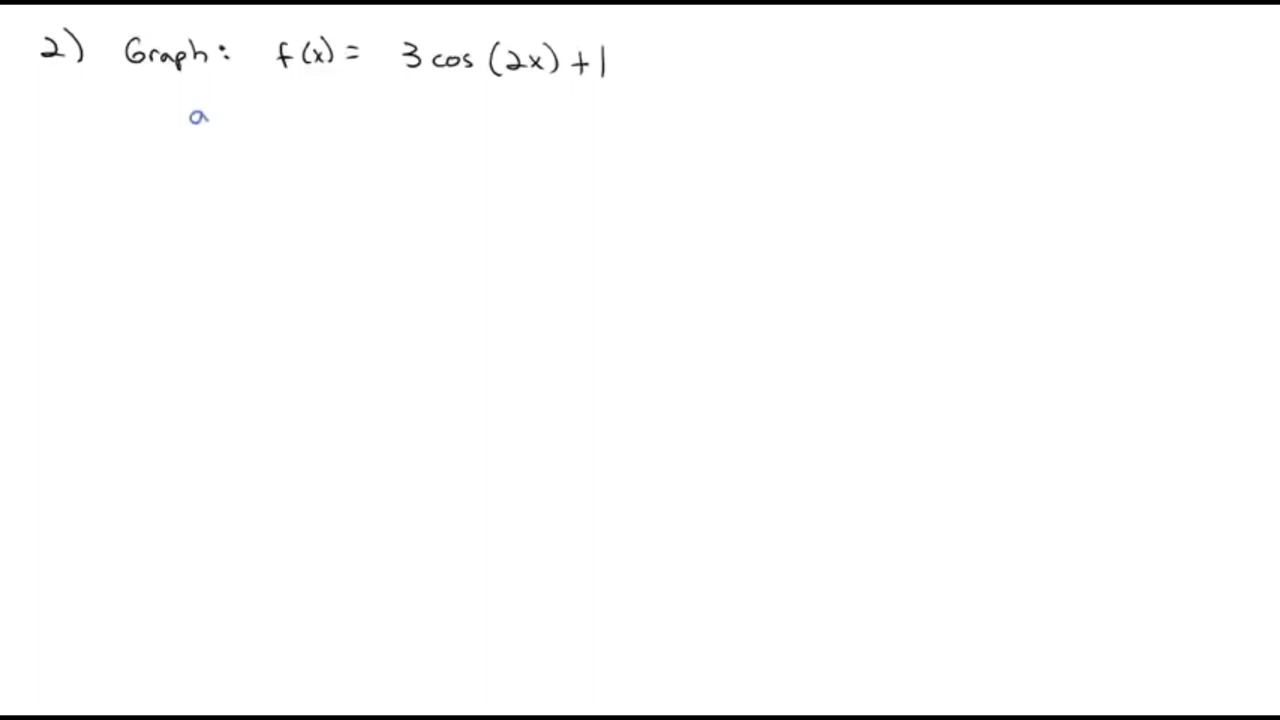 2) Graph: f(x) = 3 cos (2x) + 1
a